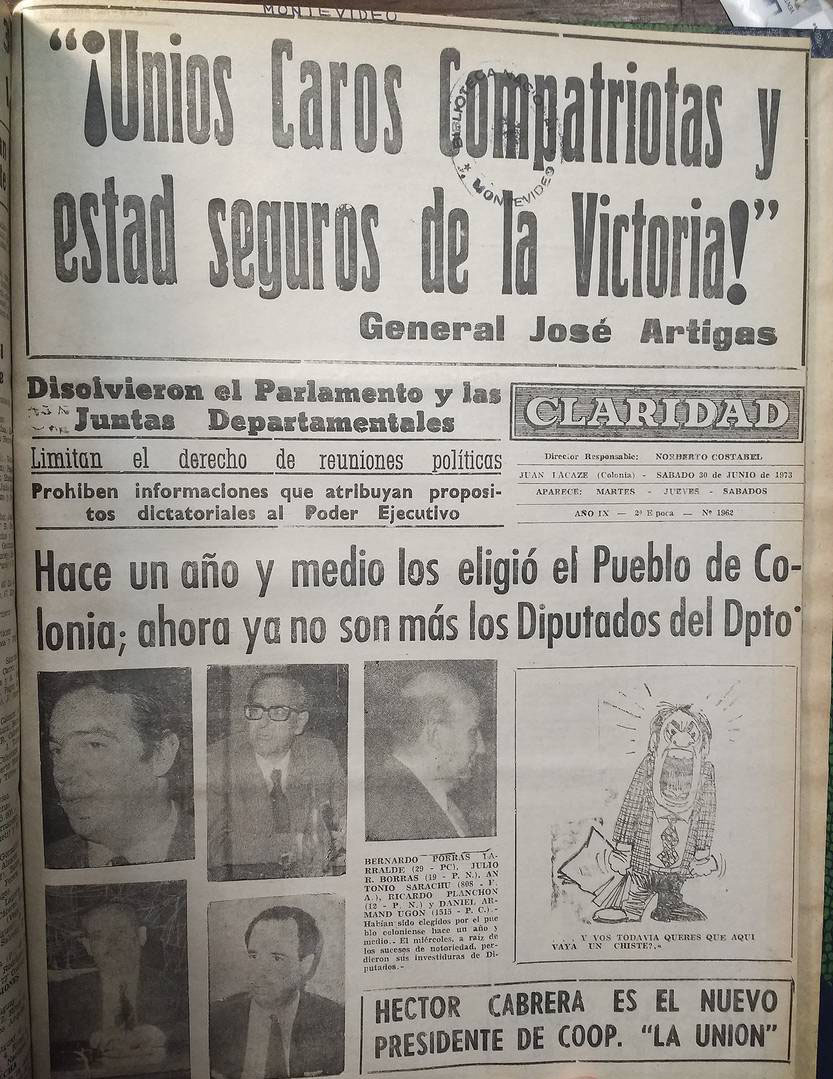 MONTEVIDEO
“¡Unios Caros Compatriotas y
estad seguros de la Victoria!”
General José Artigas
BIBLIOTECA NACIONAL
MONTEVIDEO
Disolvieron el Parlamento y las
Juntas Departamentales
Limitan el derecho de reuniones políticas
Prohiben informaciones que atribuyan proposi-
tos dictatoriales al Poder Ejecutivo
CLARIDAD
Director Responsable: NORBERTO COSTABEL
JUAN LACAZE (Colonia) - SABADO 30 de JUNIO de 1973
APARECE: MARTES - JUEVES - SABADOS
AÑO IX — 2ª Epoca — Nº 1962
Hace un año y medio los eligió el Pueblo de Co-
lonia; ahora ya no son más los Diputados del Dpto·
BERNARDO PORRAS LA-
RRALDE (29 - PC), JULIO
R. BORRAS (19 - P. N.), AN
TONIO SARACHU (808 - F.
A.), RICARDO PLANCHON
(12 - P. N.) y DANIEL AR-
MAND UGON (1515 - P. C.).-
Habían sido elegidos por el pue
blo coloniense hace un año y
medio.. El miércoles, a raiz de
los sucesos de notoriedad, per-
dieron sus investiduras de Di-
putados.-
...Y VOS TODAVIA QUERES QUE AQUI
VAYA UN CHISTE?.-
HECTOR CABRERA ES EL NUEVO
PRESIDENTE DE COOP. “LA UNION”